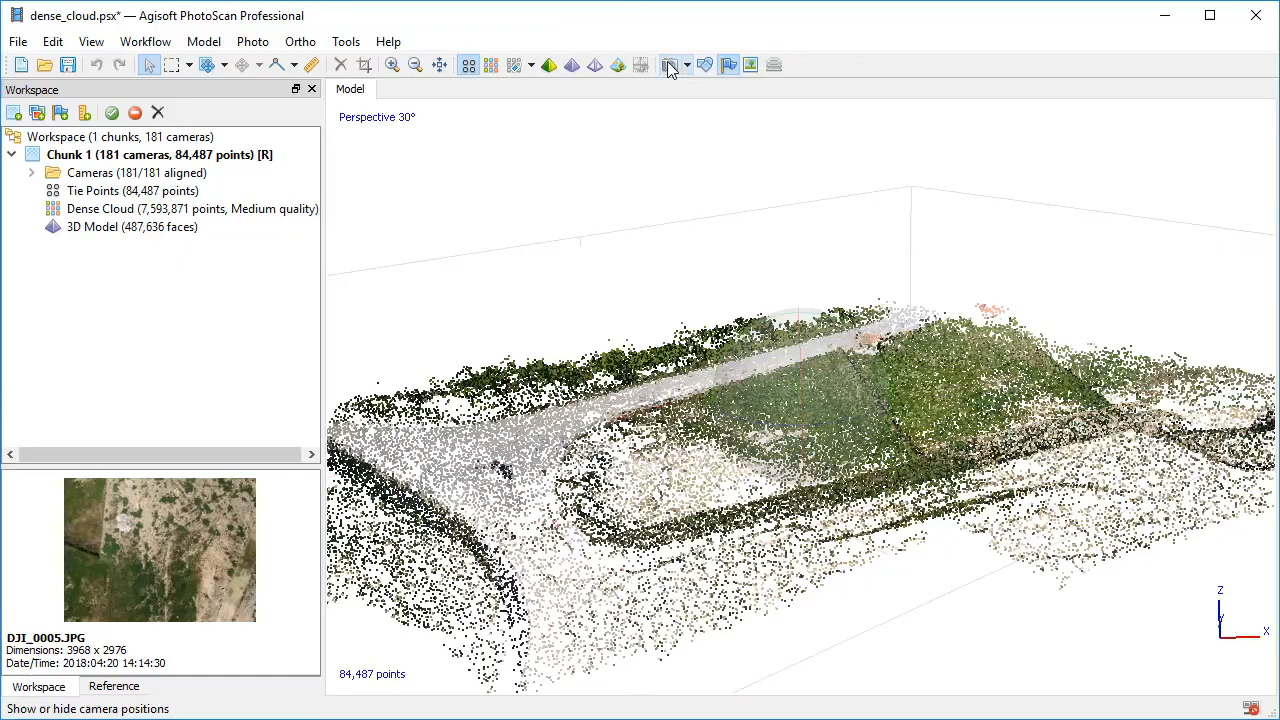 dense_cloud.psx* — Agisoft PhotoScan Professional
File Edit View Workflow Model Photo Ortho Tools Help
Workspace
Model
Perspective 30°
Workspace (1 chunks, 181 cameras)
Chunk 1 (181 cameras, 84,487 points) [R]
Cameras (181/181 aligned)
Tie Points (84,487 points)
Dense Cloud (7,593,871 points, Medium quality)
3D Model (487,636 faces)
Z
Y
X
DJI_0005.JPG
Dimensions: 3968 x 2976
Date/Time: 2018:04:20 14:14:30
84,487 points
Workspace Reference
Show or hide camera positions